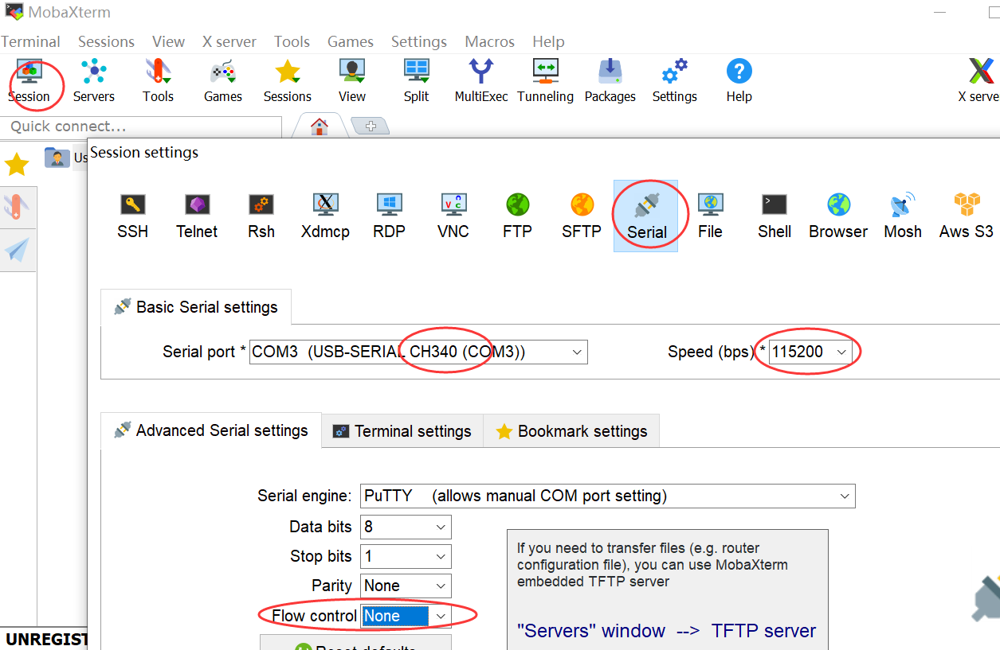 MobaXterm
Terminal Sessions View X server Tools Games Settings Macros Help
Session Servers Tools Games Sessions View Split MultiExec Tunneling Packages Settings Help X serve
Quick connect...
Us
Session settings
SSH Telnet Rsh Xdmcp RDP VNC FTP SFTP Serial File Shell Browser Mosh Aws S3
Basic Serial settings
Serial port * COM3 (USB-SERIAL CH340 (COM3)) Speed (bps) * 115200
Advanced Serial settings Terminal settings Bookmark settings
Serial engine: PuTTY (allows manual COM port setting)
Data bits 8
Stop bits 1
Parity None
Flow control None
If you need to transfer files (e.g. router
configuration file), you can use MobaXterm
embedded TFTP server
"Servers" window --> TFTP server
Reset defaults
UNREGIST